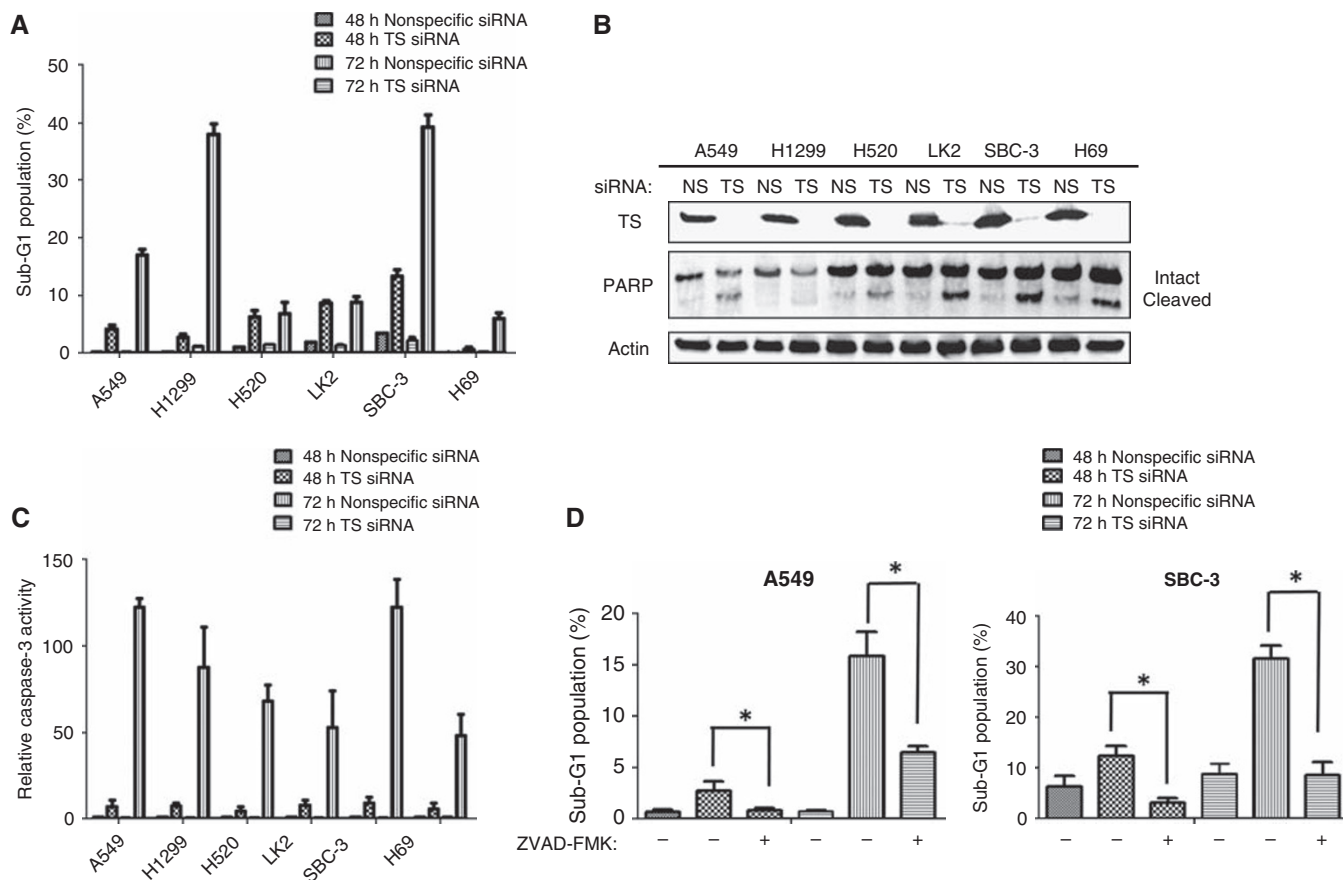 A
48 h Nonspecific siRNA
48 h TS siRNA
72 h Nonspecific siRNA
72 h TS siRNA
Sub-G1 population (%)
50
40
30
20
10
0
A549
H1299
H520
LK2
SBC-3
H69
B
A549 H1299 H520 LK2 SBC-3 H69
siRNA: NS TS NS TS NS TS NS TS NS TS NS TS
TS
PARP
Intact
Cleaved
Actin
C
48 h Nonspecific siRNA
48 h TS siRNA
72 h Nonspecific siRNA
72 h TS siRNA
Relative caspase-3 activity
150
100
50
0
A549
H1299
H520
LK2
SBC-3
H69
D
48 h Nonspecific siRNA
48 h TS siRNA
72 h Nonspecific siRNA
72 h TS siRNA
A549
Sub-G1 population (%)
20
15
10
5
0
*
*
ZVAD-FMK: – – + – – +
SBC-3
Sub-G1 population (%)
40
30
20
10
0
*
*
– – + – – +